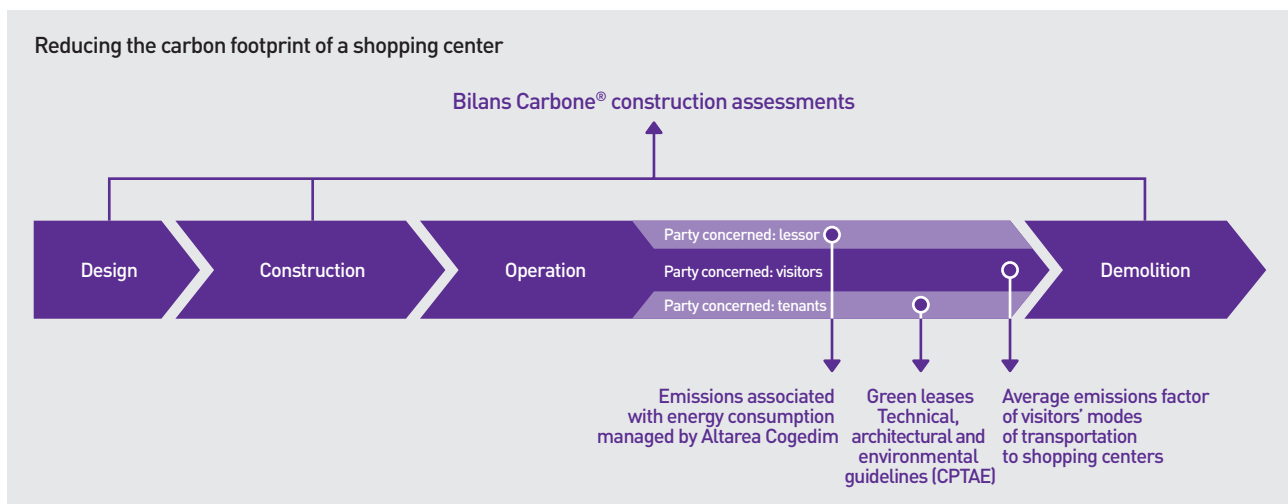 Reducing the carbon footprint of a shopping center
Bilans Carbone® construction assessments
Design
Construction
Operation
Party concerned: lessor
Party concerned: visitors
Party concerned: tenants
Demolition
Emissions associated
with energy consumption
managed by Altarea Cogedim
Green leases
Technical,
architectural and
environmental
guidelines (CPTAE)
Average emissions factor
of visitors' modes
of transportation
to shopping centers